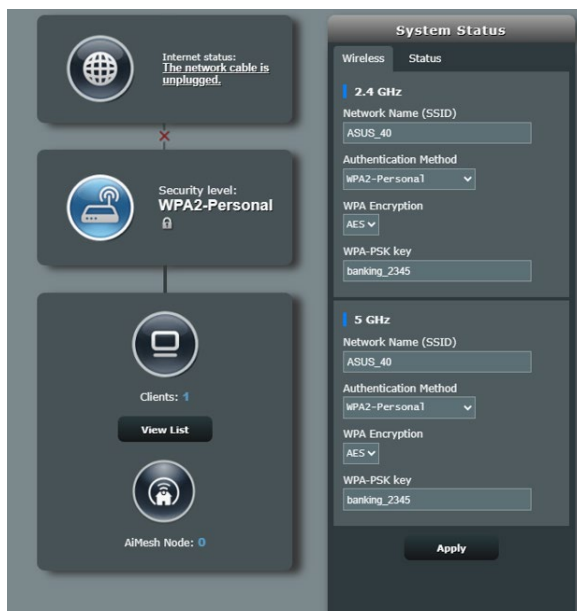 Internet status:
The network cable is
unplugged.
Security level:
WPA2-Personal
Clients: 1
View List
AiMesh Node: 0
System Status
Wireless
Status
2.4 GHz
Network Name (SSID)
ASUS_40
Authentication Method
WPA2-Personal
WPA Encryption
AES
WPA-PSK key
banking_2345
5 GHz
Network Name (SSID)
ASUS_40
Authentication Method
WPA2-Personal
WPA Encryption
AES
WPA-PSK key
banking_2345
Apply